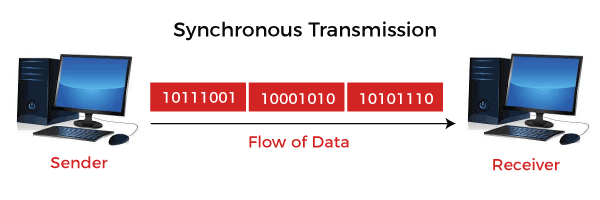 Synchronous Transmission
10111001 10001010 10101110
Flow of Data
Sender
Receiver